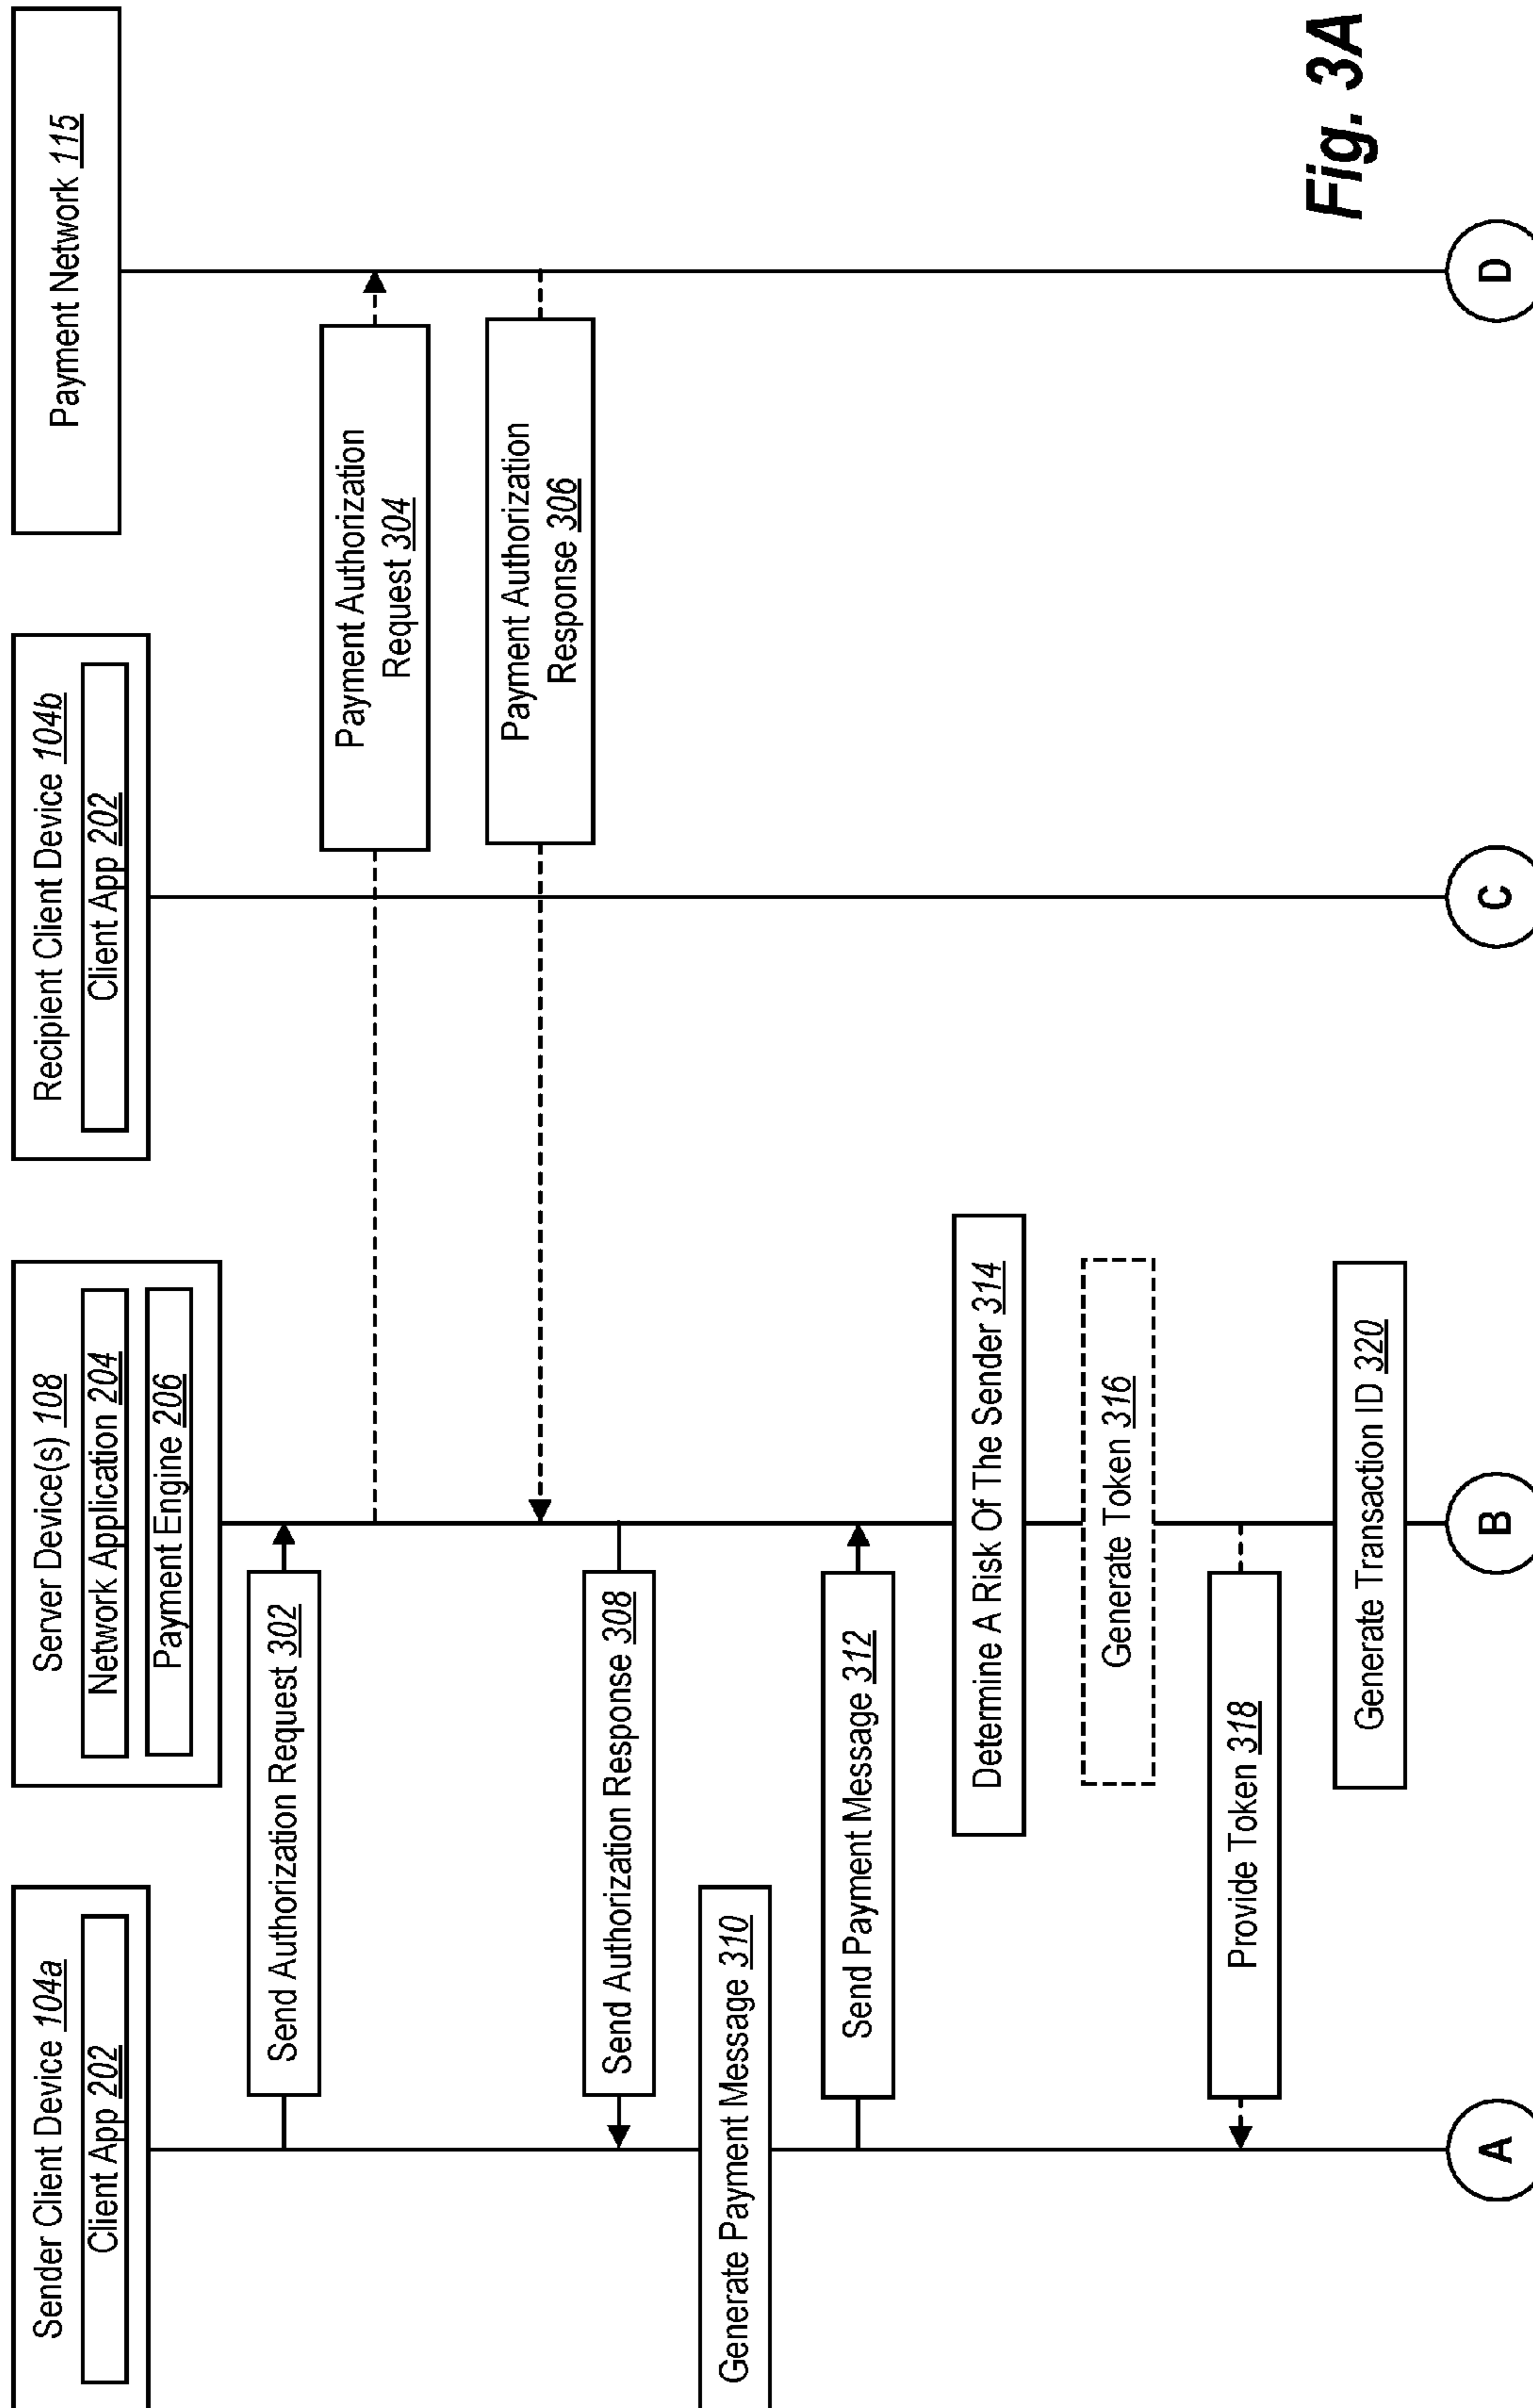 Sender Client Device 104a
Client App 202
Server Device(s) 108
Network Application 204
Payment Engine 206
Recipient Client Device 104b
Client App 202
Payment Network 115
Send Authorization Request 302
Payment Authorization
Request 304
Payment Authorization
Response 306
Send Authorization Response 308
Generate Payment Message 310
Send Payment Message 312
Determine A Risk Of The Sender 314
Generate Token 316
Provide Token 318
Generate Transaction ID 320
A
B
C
D
Fig. 3A